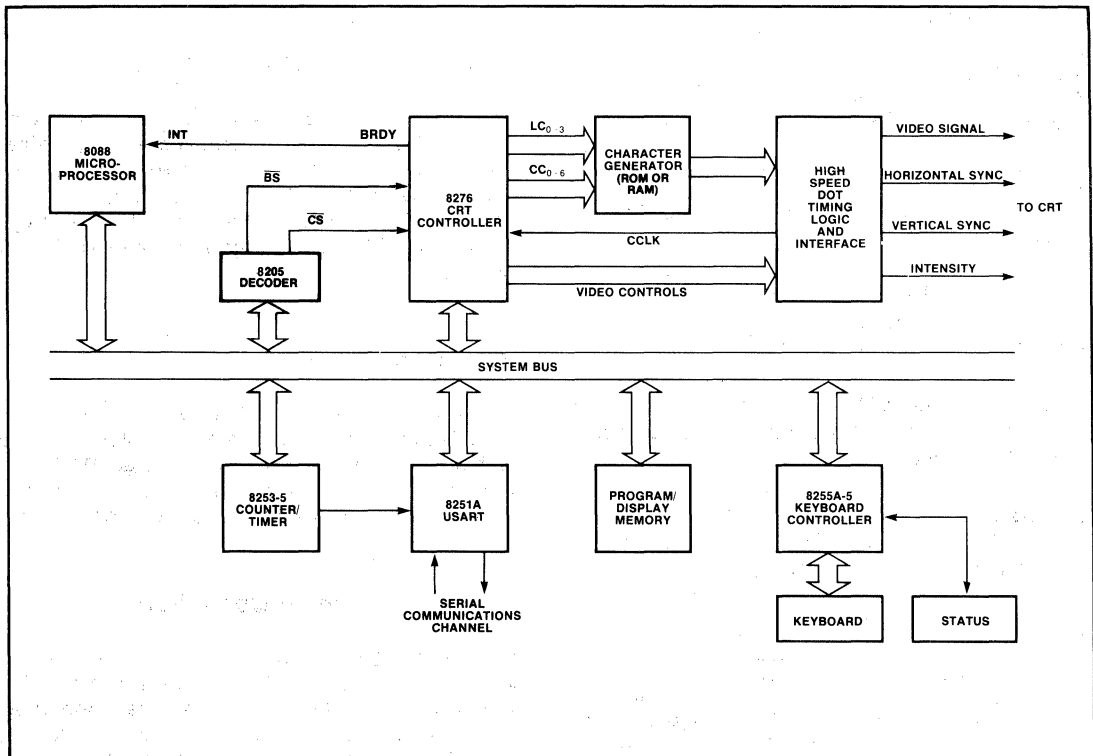 8088
MICRO-
PROCESSOR
INT
BRDY
BS
CS
8205
DECODER
8276
CRT
CONTROLLER
LC0-3
CC0-6
CHARACTER
GENERATOR
(ROM OR
RAM)
CCLK
VIDEO CONTROLS
HIGH
SPEED
DOT
TIMING
LOGIC
AND
INTERFACE
VIDEO SIGNAL
HORIZONTAL SYNC
TO CRT
VERTICAL SYNC
INTENSITY
SYSTEM BUS
8253-5
COUNTER/
TIMER
8251A
USART
SERIAL
COMMUNICATIONS
CHANNEL
PROGRAM/
DISPLAY
MEMORY
8255A-5
KEYBOARD
CONTROLLER
KEYBOARD
STATUS